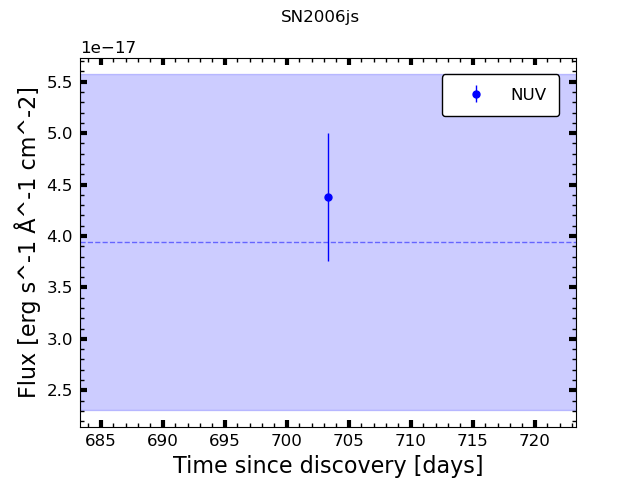 SN2006js
1e−17
5.5
5.0
4.5
4.0
3.5
3.0
2.5
Flux [erg s^-1 Å^-1 cm^-2]
NUV
685 690 695 700 705 710 715 720
Time since discovery [days]